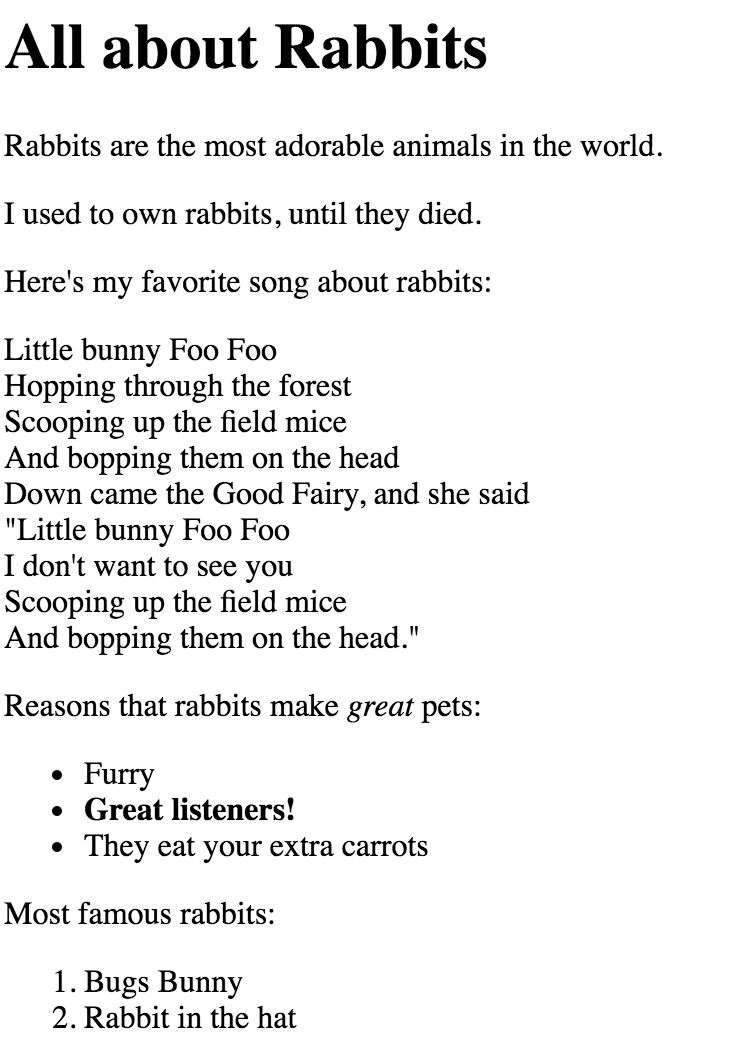 All about Rabbits
Rabbits are the most adorable animals in the world.
I used to own rabbits, until they died.
Here's my favorite song about rabbits:
Little bunny Foo Foo
Hopping through the forest
Scooping up the field mice
And bopping them on the head
Down came the Good Fairy, and she said
"Little bunny Foo Foo
I don't want to see you
Scooping up the field mice
And bopping them on the head."
Reasons that rabbits make great pets:
• Furry
• Great listeners!
• They eat your extra carrots
Most famous rabbits:
1. Bugs Bunny
2. Rabbit in the hat